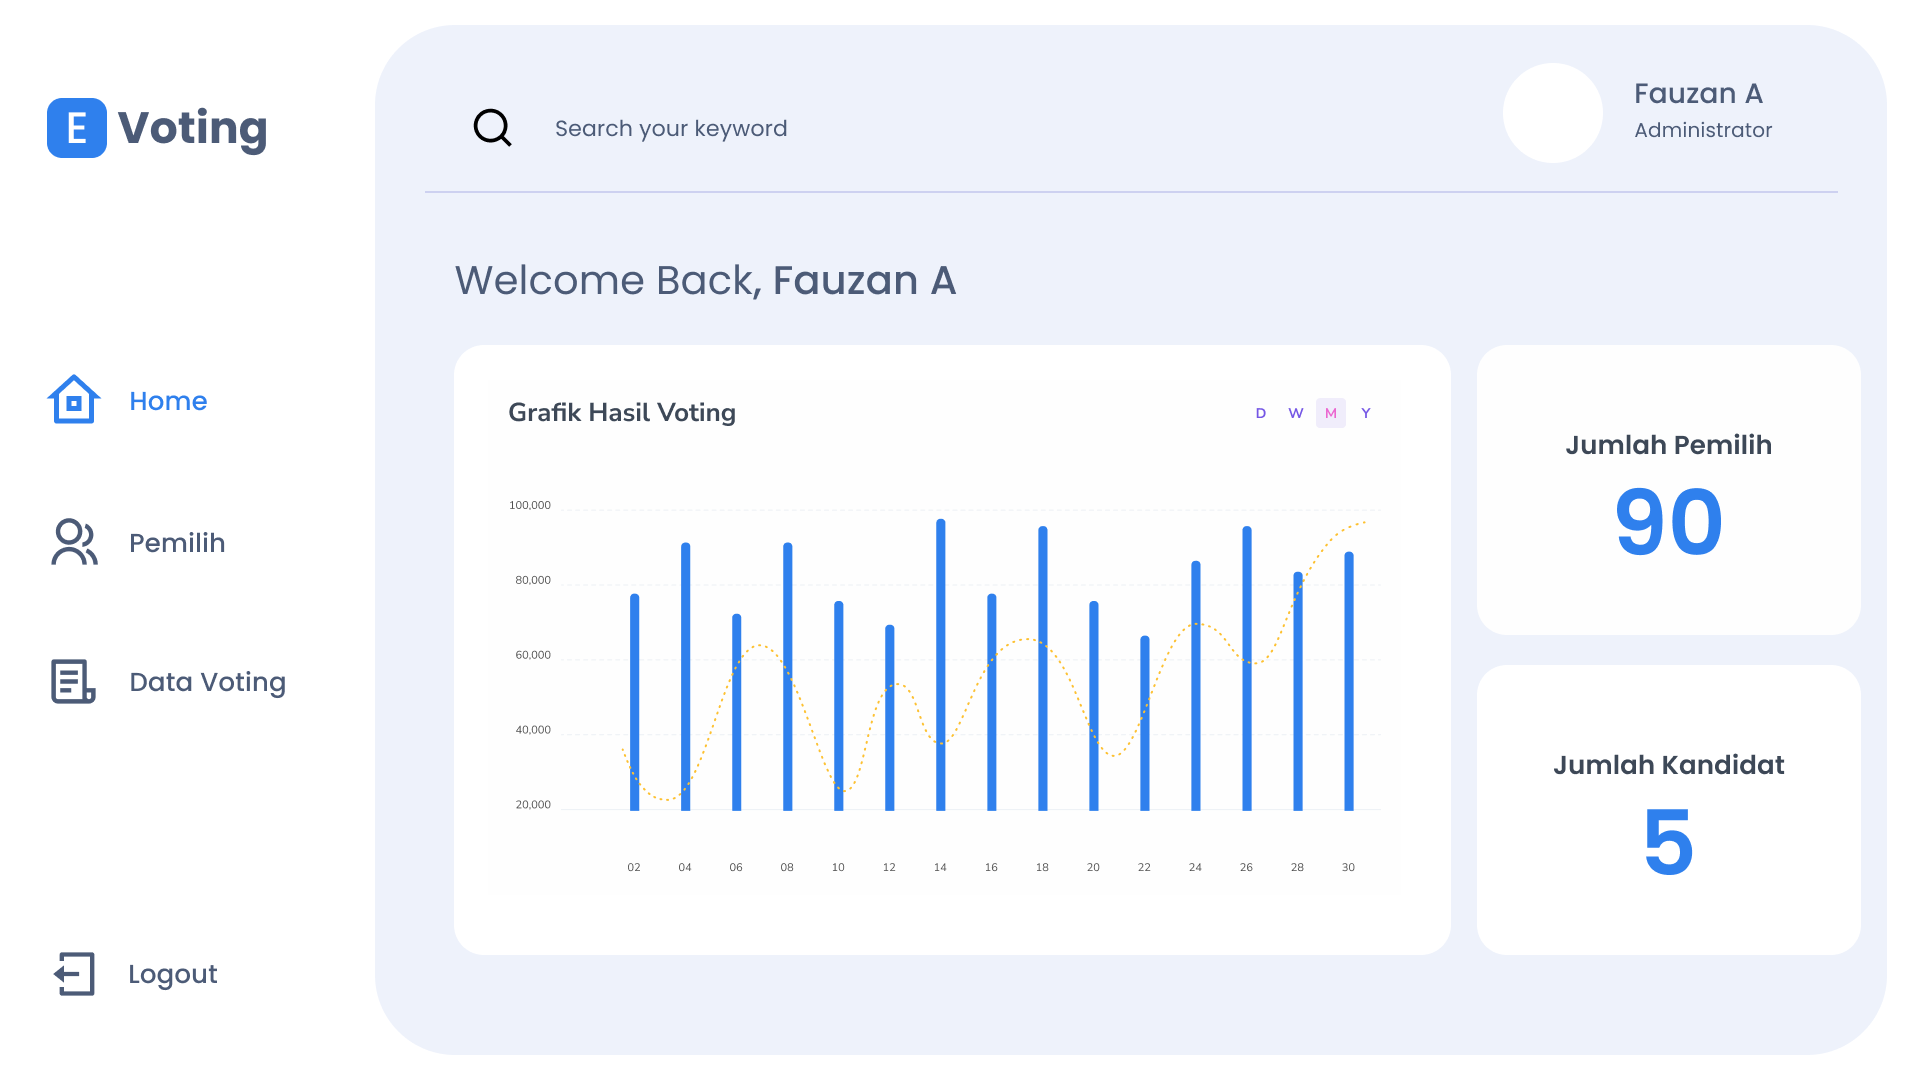 E Voting
Search your keyword
Fauzan A
Administrator
Welcome Back, Fauzan A
Home
Pemilih
Data Voting
Logout
Grafik Hasil Voting
D W M Y
100,000
80,000
60,000
40,000
20,000
02 04 06 08 10 12 14 16 18 20 22 24 26 28 30
Jumlah Pemilih
90
Jumlah Kandidat
5